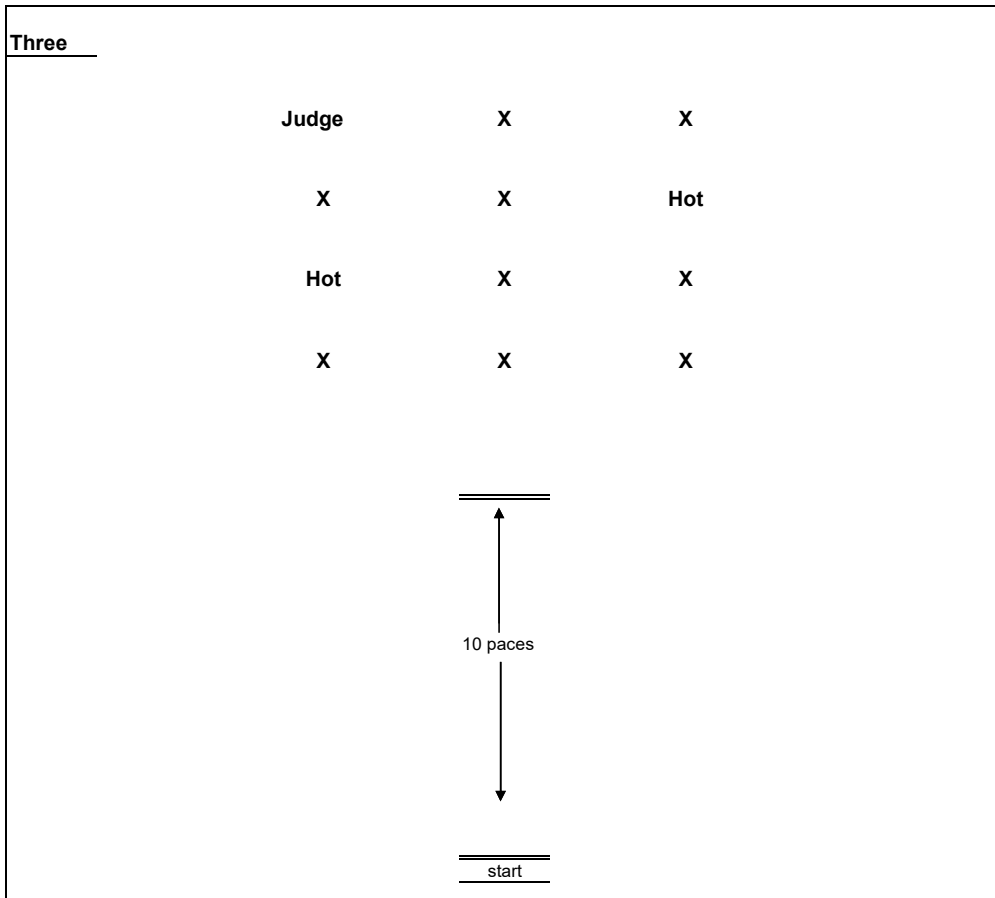 Three
Judge X X
X X Hot
Hot X X
X X X
10 paces
start